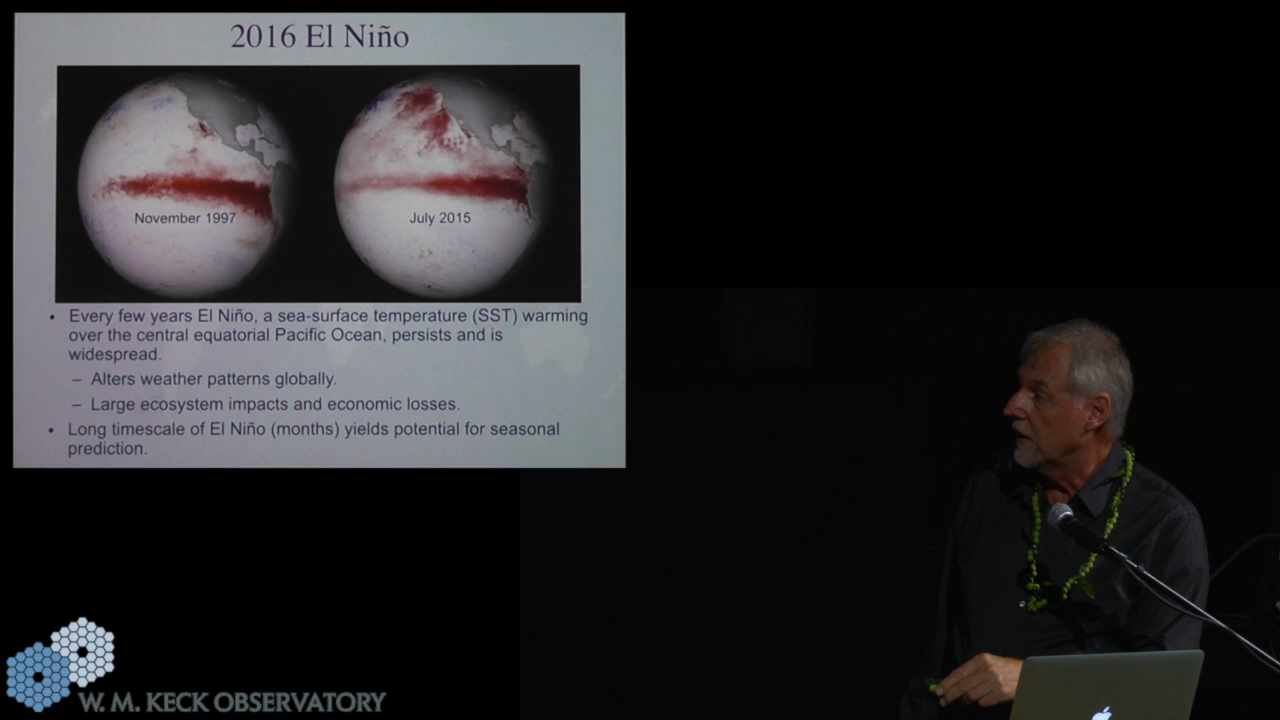 2016 El Niño
November 1997
July 2015
• Every few years El Niño, a sea-surface temperature (SST) warming
over the central equatorial Pacific Ocean, persists and is
widespread.
– Alters weather patterns globally.
– Large ecosystem impacts and economic losses.
• Long timescale of El Niño (months) yields potential for seasonal
prediction.
W. M. KECK OBSERVATORY